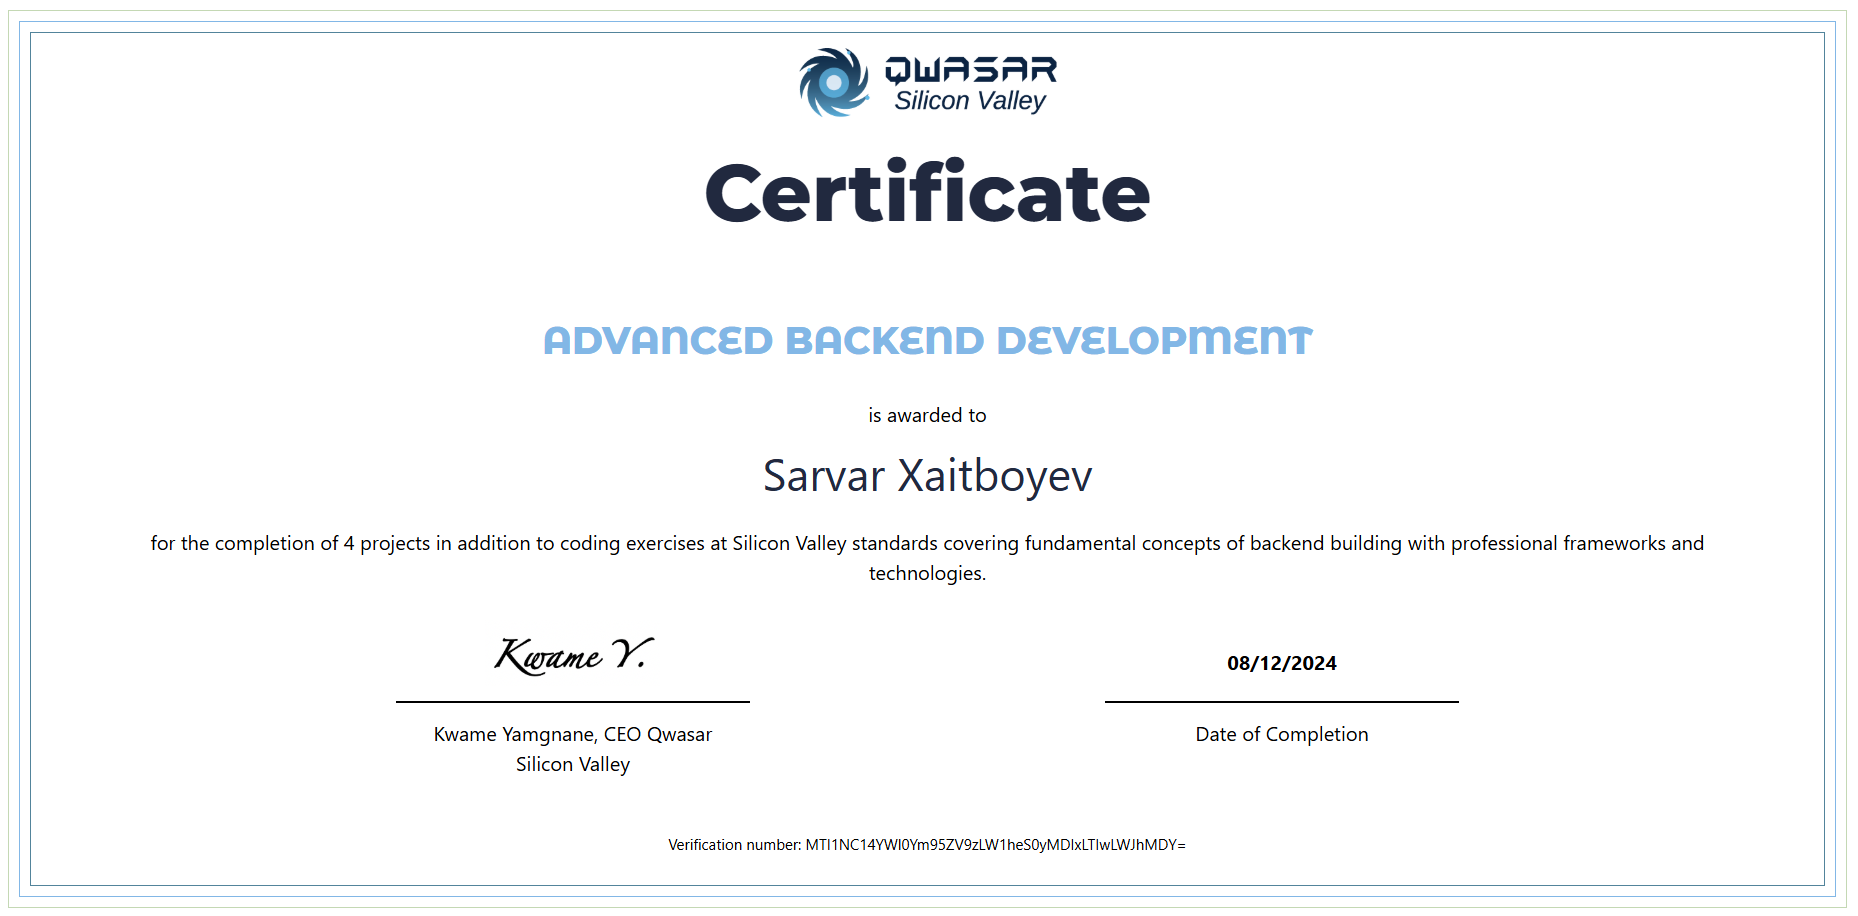 QWASAR
Silicon Valley
Certificate
ADVANCED BACKEND DEVELOPMENT
is awarded to
Sarvar Xaitboyev
for the completion of 4 projects in addition to coding exercises at Silicon Valley standards covering fundamental concepts of backend building with professional frameworks and
technologies.
Kwame Y.
08/12/2024
Kwame Yamgnane, CEO Qwasar
Silicon Valley
Date of Completion
Verification number: MTI1NC14YWl0Ym95ZV9zLW1heS0yMDIxLTIwLWJhMDY=